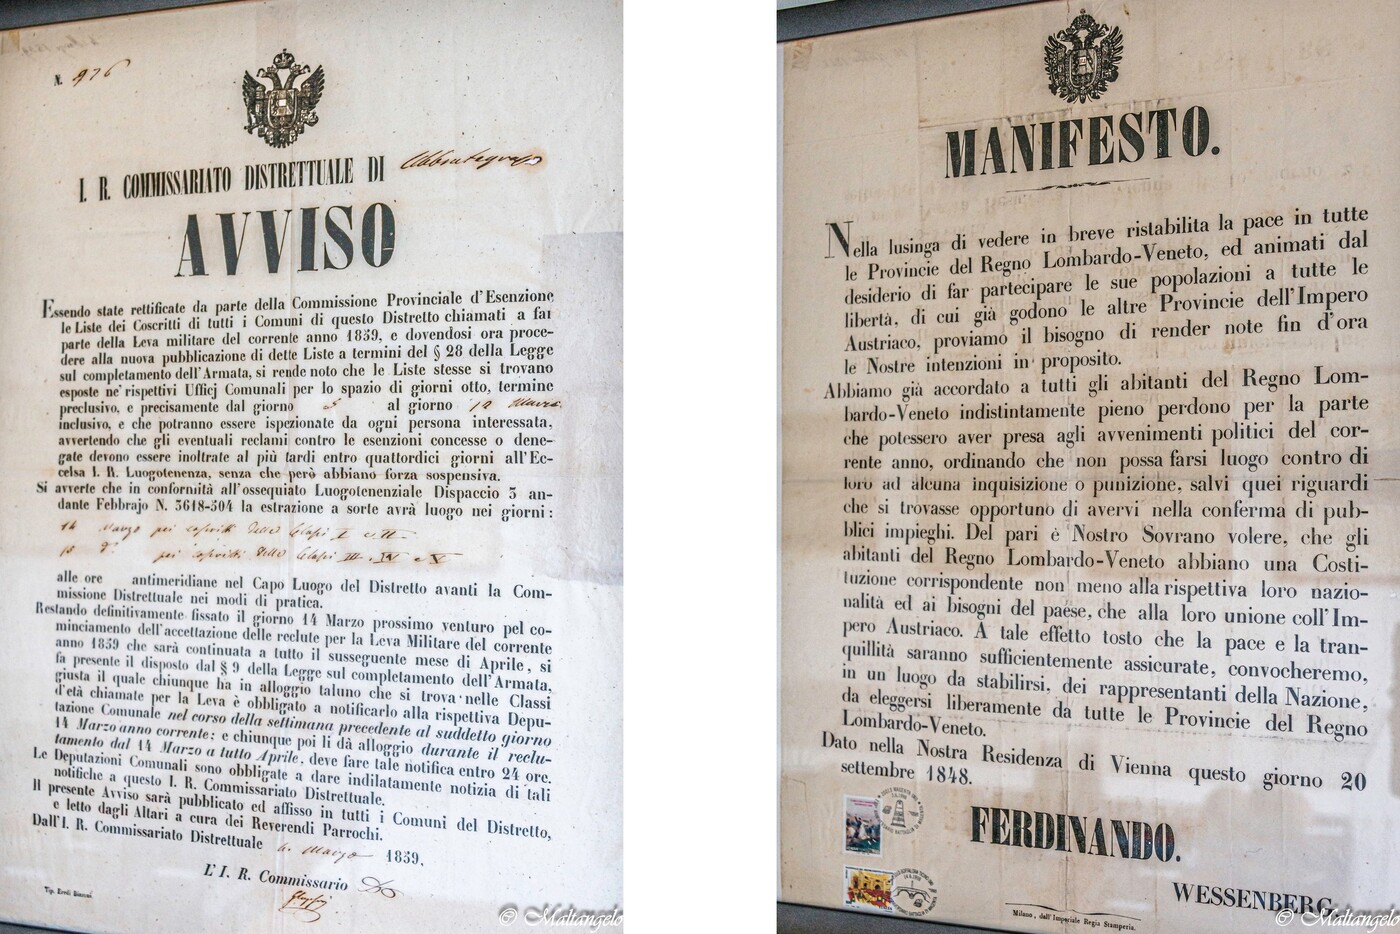 N. 976
I. R. COMMISSARIATO DISTRETTUALE DI
AVVISO
Essendo state rettificate da parte della Commissione Provinciale d'Esenzione
le Liste dei Coscritti di tutti i Comuni di questo Distretto chiamati a far
parte della Leva militare del corrente anno 1859, e dovendosi ora proce-
dere alla nuova pubblicazione di dette Liste a termini del § 28 della Legge
sul completamento dell'Armata, si rende noto che le Liste stesse si trovano
esposte ne' rispettivi Ufficj Comunali per lo spazio di giorni otto, termine
preclusivo, e precisamente dal giorno 5 al giorno 12 Marzo
inclusivo, e che potranno essere ispezionate da ogni persona interessata,
avvertendo che gli eventuali reclami contro le esenzioni concesse o dene-
gate devono essere inoltrate al più tardi entro quattordici giorni all'Ec-
celsa I. R. Luogotenenza, senza che però abbiano forza sospensiva.
Si avverte che in conformità all'ossequiato Luogotenenziale Dispaccio 3 an-
dante Febbrajo N. 3618-504 la estrazione a sorte avrà luogo nei giorni:
14 Marzo pei coscritti delle Classi I e II
15 d.° pei coscritti delle Classi III. IV e V
alle ore antimeridiane nel Capo Luogo del Distretto avanti la Com-
missione Distrettuale nei modi di pratica.
Restando definitivamente fissato il giorno 14 Marzo prossimo venturo pel co-
minciamento dell'accettazione delle reclute per la Leva Militare del corrente
anno 1859 che sarà continuata a tutto il susseguente mese di Aprile, si
fa presente il disposto dal § 9 della Legge sul completamento dell'Armata,
giusta il quale chiunque ha in alloggio taluno che si trova nelle Classi
d'età chiamate per la Leva è obbligato a notificarlo alla rispettiva Depu-
tazione Comunale nel corso della settimana precedente al suddetto giorno
14 Marzo anno corrente; e chiunque poi li dà alloggio durante il reclu-
tamento dal 14 Marzo a tutto Aprile, deve fare tale notifica entro 24 ore.
Le Deputazioni Comunali sono obbligate a dare indilatamente notizia di tali
notifiche a questo I. R. Commissariato Distrettuale.
Il presente Avviso sarà pubblicato ed affisso in tutti i Comuni del Distretto,
e letto dagli Altari a cura dei Reverendi Parrochi.
Dall'I. R. Commissariato Distrettuale Marzo 1859.
L'I. R. Commissario
Tip. Eredi Bizzoni
© Maltangelo
MANIFESTO.
Nella lusinga di vedere in breve ristabilita la pace in tutte
le Provincie del Regno Lombardo-Veneto, ed animati dal
desiderio di far partecipare le sue popolazioni a tutte le
libertà, di cui già godono le altre Provincie dell'Impero
Austriaco, proviamo il bisogno di render note fin d'ora
le Nostre intenzioni in proposito.
Abbiamo già accordato a tutti gli abitanti del Regno Lom-
bardo-Veneto indistintamente pieno perdono per la parte
che potessero aver presa agli avvenimenti politici del cor-
rente anno, ordinando che non possa farsi luogo contro di
loro ad alcuna inquisizione o punizione, salvi quei riguardi
che si trovasse opportuno di avervi nella conferma di pub-
blici impieghi. Del pari è Nostro Sovrano volere, che gli
abitanti del Regno Lombardo-Veneto abbiano una Costi-
tuzione corrispondente non meno alla rispettiva loro nazio-
nalità ed ai bisogni del paese, che alla loro unione coll'Im-
pero Austriaco. A tale effetto tosto che la pace e la tran-
quillità saranno sufficientemente assicurate, convocheremo,
in un luogo da stabilirsi, dei rappresentanti della Nazione,
da eleggersi liberamente da tutte le Provincie del Regno
Lombardo-Veneto.
Dato nella Nostra Residenza di Vienna questo giorno 20
settembre 1848.
FERDINANDO.
WESSENBERG.
Milano, dall'Imperiale Regia Stamperia.
© Maltangelo